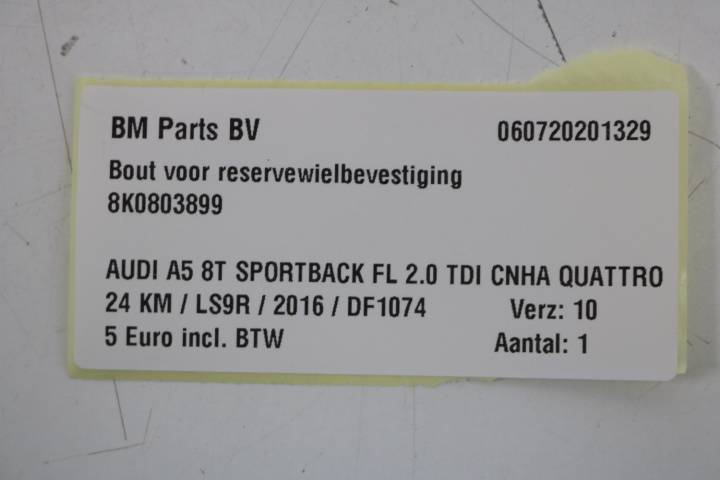 BM Parts BV 060720201329
Bout voor reservewielbevestiging
8K0803899
AUDI A5 8T SPORTBACK FL 2.0 TDI CNHA QUATTRO
24 KM / LS9R / 2016 / DF1074 Verz: 10
5 Euro incl. BTW Aantal: 1